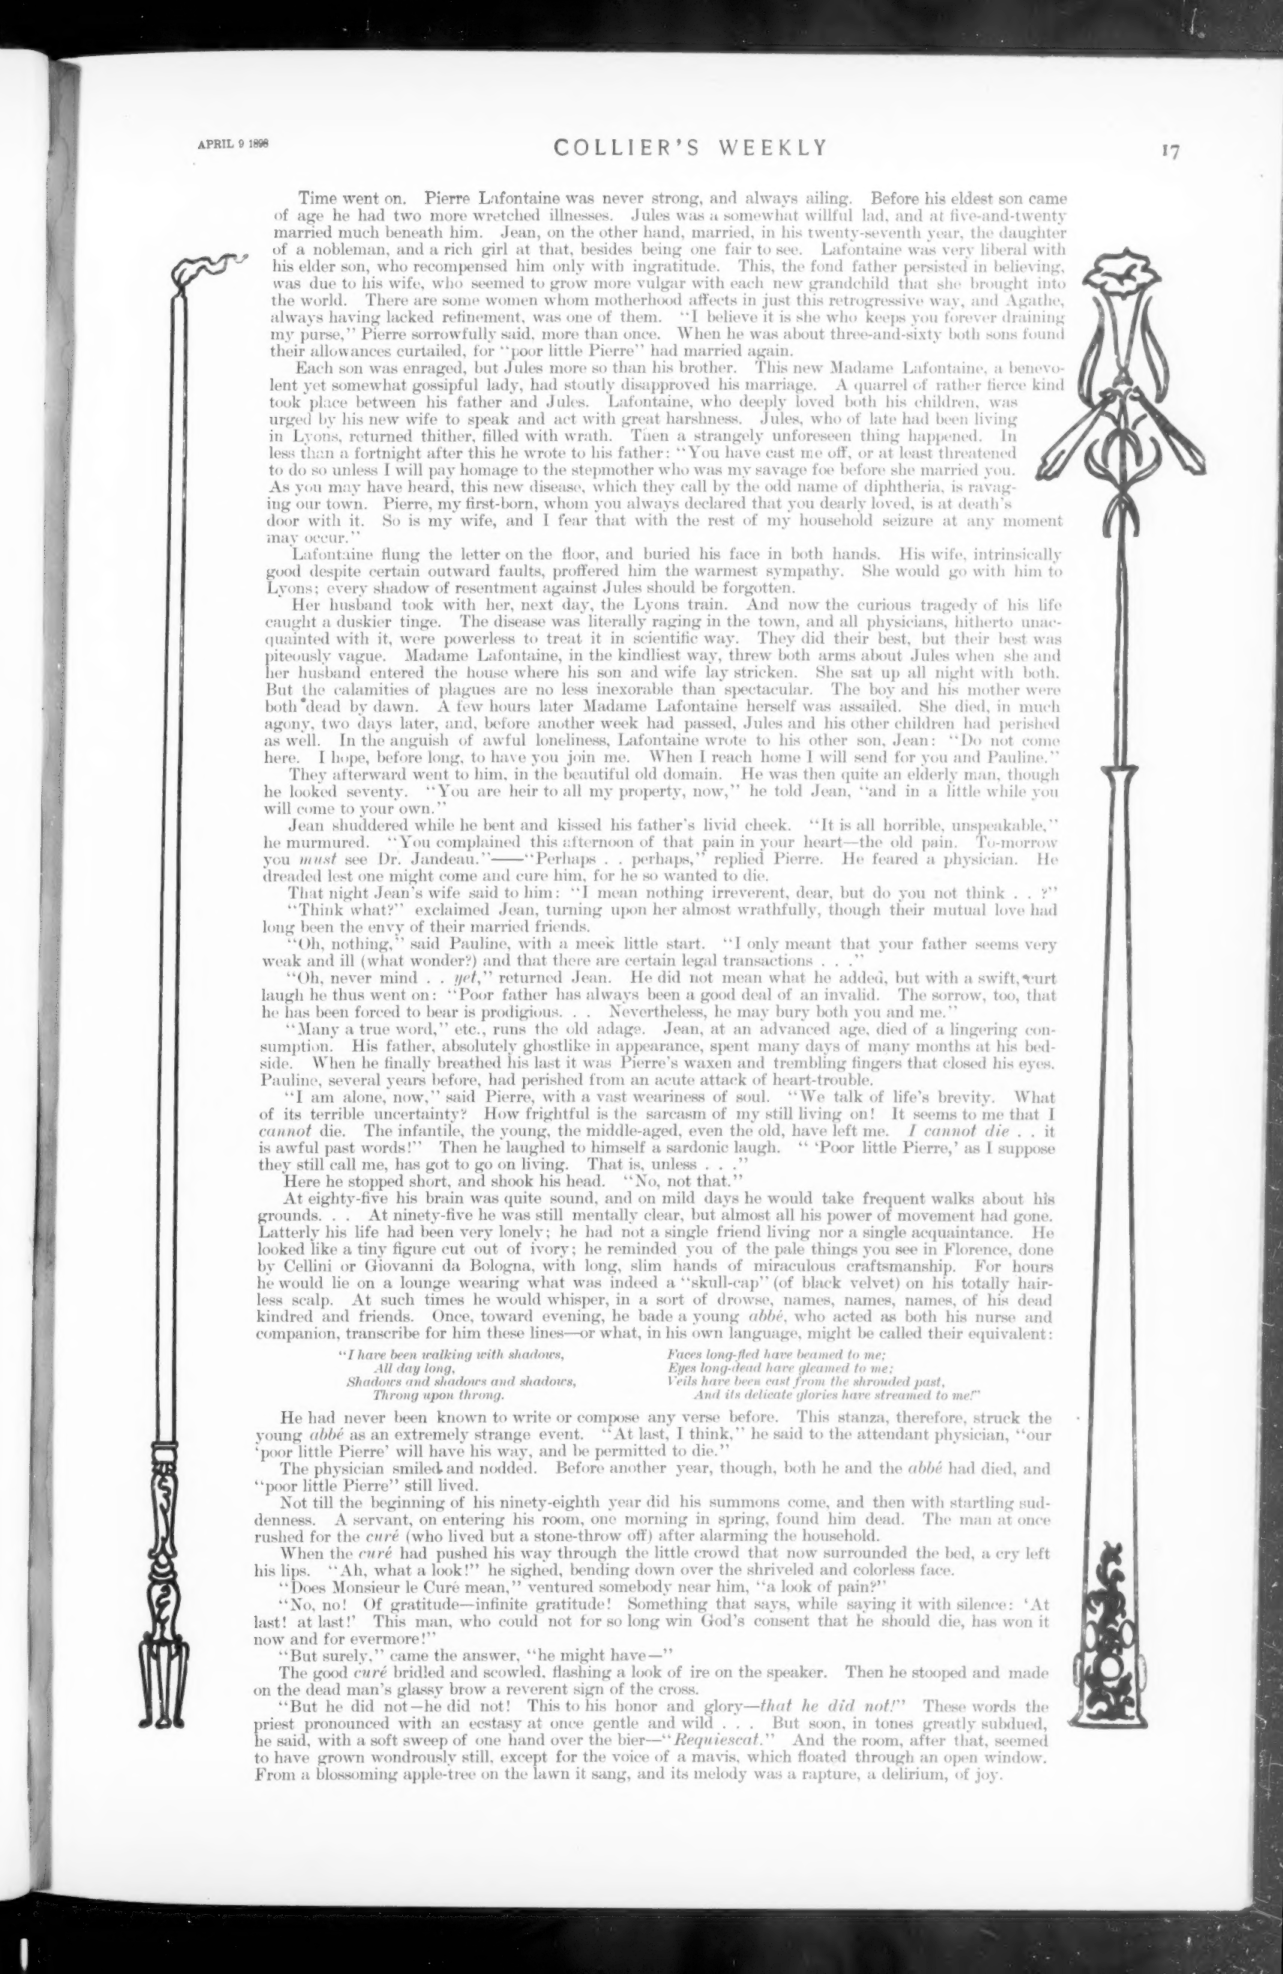 APRIL 9 1898
COLLIER'S WEEKLY
17
Time went on. Pierre Lafontaine was never strong, and always ailing. Before his eldest son came
of age he had two more wretched illnesses. Jules was a somewhat willful lad, and at five-and-twenty
married much beneath him. Jean, on the other hand, married, in his twenty-seventh year, the daughter
of a nobleman, and a rich girl at that, besides being one fair to see. Lafontaine was very liberal with
his elder son, who recompensed him only with ingratitude. This, the fond father persisted in believing,
was due to his wife, who seemed to grow more vulgar with each new grandchild that she brought into
the world. There are some women whom motherhood affects in just this retrogressive way, and Agathe,
always having lacked refinement, was one of them. "I believe it is she who keeps you forever draining
my purse," Pierre sorrowfully said, more than once. When he was about three-and-sixty both sons found
their allowances curtailed, for "poor little Pierre" had married again.
Each son was enraged, but Jules more so than his brother. This new Madame Lafontaine, a benevo-
lent yet somewhat gossipful lady, had stoutly disapproved his marriage. A quarrel of rather fierce kind
took place between his father and Jules. Lafontaine, who deeply loved both his children, was
urged by his new wife to speak and act with great harshness. Jules, who of late had been living
in Lyons, returned thither, filled with wrath. Then a strangely unforeseen thing happened. In
less than a fortnight after this he wrote to his father: "You have cast me off, or at least threatened
to do so unless I will pay homage to the stepmother who was my savage foe before she married you.
As you may have heard, this new disease, which they call by the odd name of diphtheria, is ravag-
ing our town. Pierre, my first-born, whom you always declared that you dearly loved, is at death's
door with it. So is my wife, and I fear that with the rest of my household seizure at any moment
may occur."
Lafontaine flung the letter on the floor, and buried his face in both hands. His wife, intrinsically
good despite certain outward faults, proffered him the warmest sympathy. She would go with him to
Lyons; every shadow of resentment against Jules should be forgotten.
Her husband took with her, next day, the Lyons train. And now the curious tragedy of his life
caught a duskier tinge. The disease was literally raging in the town, and all physicians, hitherto unac-
quainted with it, were powerless to treat it in scientific way. They did their best, but their best was
piteously vague. Madame Lafontaine, in the kindliest way, threw both arms about Jules when she and
her husband entered the house where his son and wife lay stricken. She sat up all night with both.
But the calamities of plagues are no less inexorable than spectacular. The boy and his mother were
both dead by dawn. A few hours later Madame Lafontaine herself was assailed. She died, in much
agony, two days later, and, before another week had passed, Jules and his other children had perished
as well. In the anguish of awful loneliness, Lafontaine wrote to his other son, Jean: "Do not come
here. I hope, before long, to have you join me. When I reach home I will send for you and Pauline."
They afterward went to him, in the beautiful old domain. He was then quite an elderly man, though
he looked seventy. "You are heir to all my property, now," he told Jean, "and in a little while you
will come to your own."
Jean shuddered while he bent and kissed his father's livid cheek. "It is all horrible, unspeakable,"
he murmured. "You complained this afternoon of that pain in your heart—the old pain. To-morrow
you must see Dr. Jandeau."——"Perhaps . . perhaps," replied Pierre. He feared a physician. He
dreaded lest one might come and cure him, for he so wanted to die.
That night Jean's wife said to him: "I mean nothing irreverent, dear, but do you not think . . ?"
"Think what?" exclaimed Jean, turning upon her almost wrathfully, though their mutual love had
long been the envy of their married friends.
"Oh, nothing," said Pauline, with a meek little start. "I only meant that your father seems very
weak and ill (what wonder?) and that there are certain legal transactions . . ."
"Oh, never mind . . yet," returned Jean. He did not mean what he added, but with a swift, curt
laugh he thus went on: "Poor father has always been a good deal of an invalid. The sorrow, too, that
he has been forced to bear is prodigious. . . Nevertheless, he may bury both you and me."
"Many a true word," etc., runs the old adage. Jean, at an advanced age, died of a lingering con-
sumption. His father, absolutely ghostlike in appearance, spent many days of many months at his bed-
side. When he finally breathed his last it was Pierre's waxen and trembling fingers that closed his eyes.
Pauline, several years before, had perished from an acute attack of heart-trouble.
"I am alone, now," said Pierre, with a vast weariness of soul. "We talk of life's brevity. What
of its terrible uncertainty? How frightful is the sarcasm of my still living on! It seems to me that I
cannot die. The infantile, the young, the middle-aged, even the old, have left me. I cannot die . . it
is awful past words!" Then he laughed to himself a sardonic laugh. " 'Poor little Pierre,' as I suppose
they still call me, has got to go on living. That is, unless . . ."
Here he stopped short, and shook his head. "No, not that."
At eighty-five his brain was quite sound, and on mild days he would take frequent walks about his
grounds. . . At ninety-five he was still mentally clear, but almost all his power of movement had gone.
Latterly his life had been very lonely; he had not a single friend living nor a single acquaintance. He
looked like a tiny figure cut out of ivory; he reminded you of the pale things you see in Florence, done
by Cellini or Giovanni da Bologna, with long, slim hands of miraculous craftsmanship. For hours
he would lie on a lounge wearing what was indeed a "skull-cap" (of black velvet) on his totally hair-
less scalp. At such times he would whisper, in a sort of drowse, names, names, names, of his dead
kindred and friends. Once, toward evening, he bade a young abbé, who acted as both his nurse and
companion, transcribe for him these lines—or what, in his own language, might be called their equivalent:
"I have been walking with shadows,
All day long,
Shadows and shadows and shadows,
Throng upon throng.
Faces long-fled have beamed to me;
Eyes long-dead have gleamed to me;
Veils have been cast from the shrouded past,
And its delicate glories have streamed to me!"
He had never been known to write or compose any verse before. This stanza, therefore, struck the
young abbé as an extremely strange event. "At last, I think," he said to the attendant physician, "our
'poor little Pierre' will have his way, and be permitted to die."
The physician smiled and nodded. Before another year, though, both he and the abbé had died, and
"poor little Pierre" still lived.
Not till the beginning of his ninety-eighth year did his summons come, and then with startling sud-
denness. A servant, on entering his room, one morning in spring, found him dead. The man at once
rushed for the curé (who lived but a stone-throw off) after alarming the household.
When the curé had pushed his way through the little crowd that now surrounded the bed, a cry left
his lips. "Ah, what a look!" he sighed, bending down over the shriveled and colorless face.
"Does Monsieur le Curé mean," ventured somebody near him, "a look of pain?"
"No, no! Of gratitude—infinite gratitude! Something that says, while saying it with silence: 'At
last! at last!' This man, who could not for so long win God's consent that he should die, has won it
now and for evermore!"
"But surely," came the answer, "he might have—"
The good curé bridled and scowled, flashing a look of ire on the speaker. Then he stooped and made
on the dead man's glassy brow a reverent sign of the cross.
"But he did not—he did not! This to his honor and glory—that he did not!" These words the
priest pronounced with an ecstasy at once gentle and wild . . . But soon, in tones greatly subdued,
he said, with a soft sweep of one hand over the bier—"Requiescat." And the room, after that, seemed
to have grown wondrously still, except for the voice of a mavis, which floated through an open window.
From a blossoming apple-tree on the lawn it sang, and its melody was a rapture, a delirium, of joy.